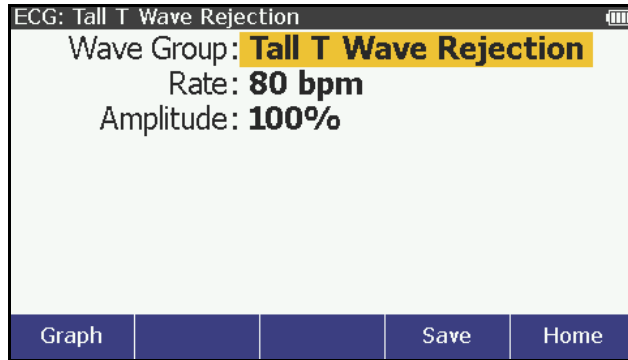 ECG: Tall T Wave Rejection
Wave Group: Tall T Wave Rejection
Rate: 80 bpm
Amplitude: 100%
Graph Save Home